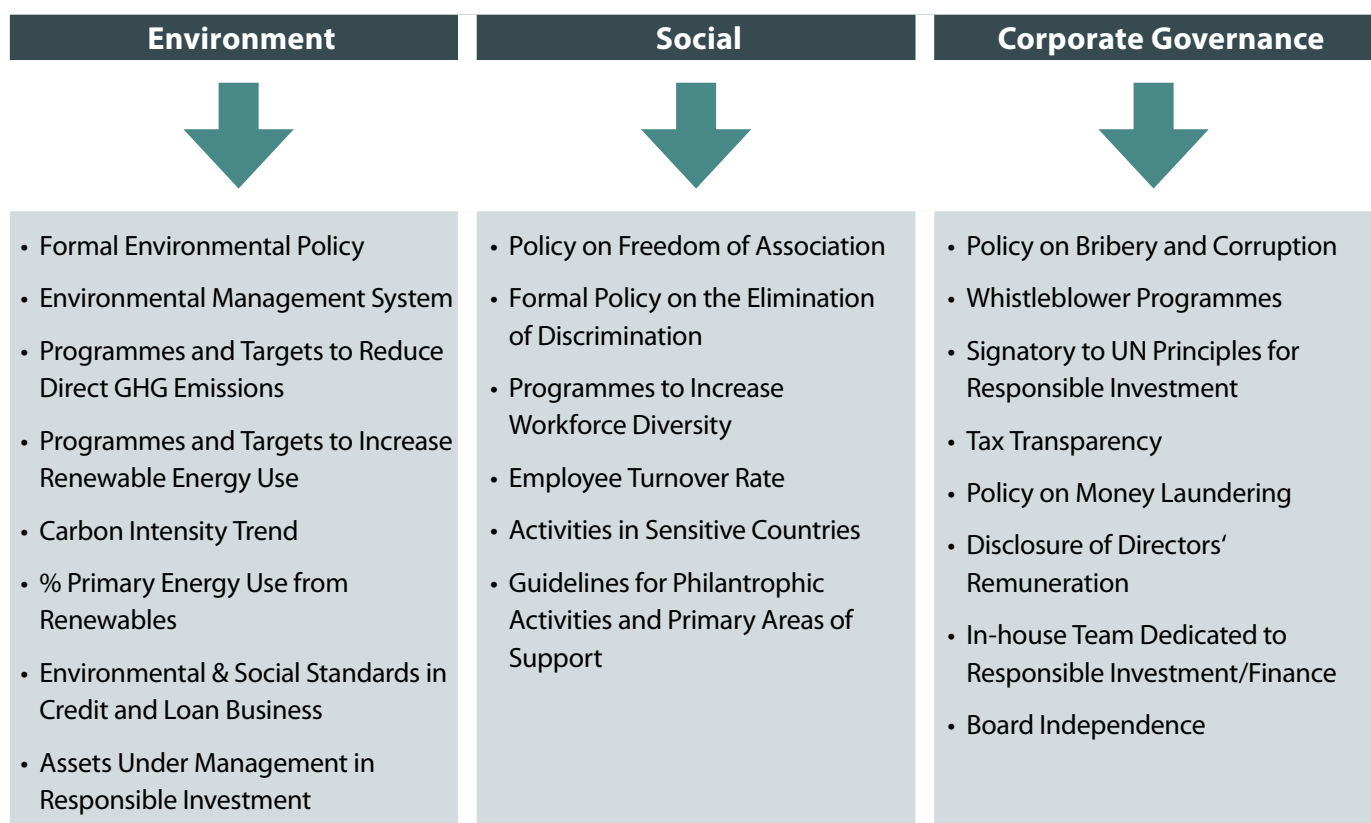 Environment
• Formal Environmental Policy
• Environmental Management System
• Programmes and Targets to Reduce
Direct GHG Emissions
• Programmes and Targets to Increase
Renewable Energy Use
• Carbon Intensity Trend
• % Primary Energy Use from
Renewables
• Environmental & Social Standards in
Credit and Loan Business
• Assets Under Management in
Responsible Investment
Social
• Policy on Freedom of Association
• Formal Policy on the Elimination
of Discrimination
• Programmes to Increase
Workforce Diversity
• Employee Turnover Rate
• Activities in Sensitive Countries
• Guidelines for Philantrophic
Activities and Primary Areas of
Support
Corporate Governance
• Policy on Bribery and Corruption
• Whistleblower Programmes
• Signatory to UN Principles for
Responsible Investment
• Tax Transparency
• Policy on Money Laundering
• Disclosure of Directors‘
Remuneration
• In-house Team Dedicated to
Responsible Investment/Finance
• Board Independence